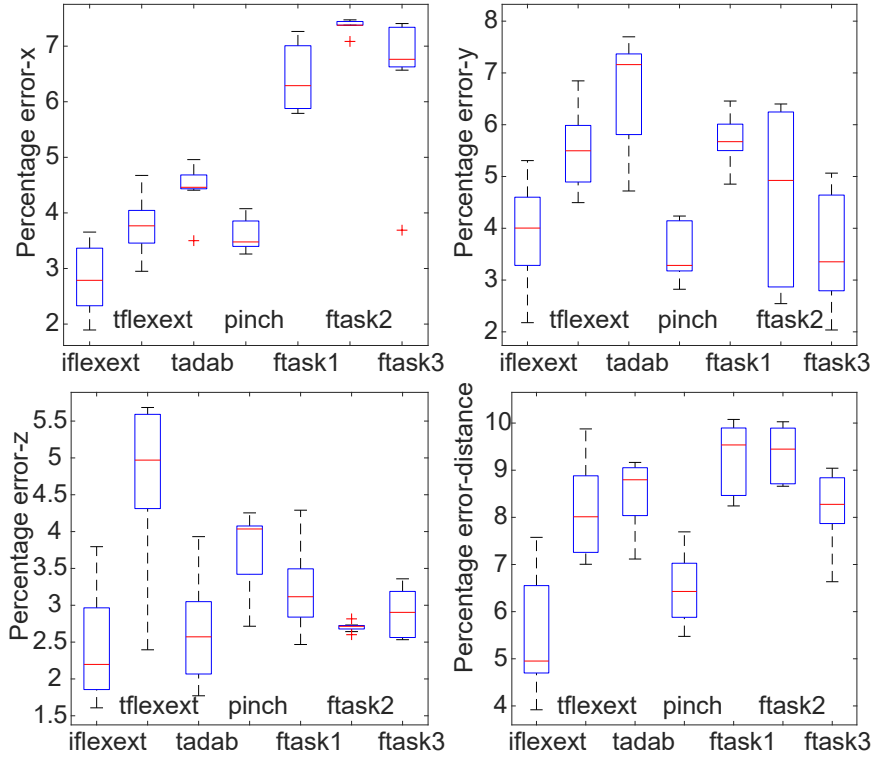 Percentage error-x
7
6
5
4
3
2
tflexext pinch ftask2
iflexext tadab ftask1 ftask3
Percentage error-y
8
7
6
5
4
3
2
tflexext pinch ftask2
iflexext tadab ftask1 ftask3
Percentage error-z
5.5
5
4.5
4
3.5
3
2.5
2
1.5
tflexext pinch ftask2
iflexext tadab ftask1 ftask3
Percentage error-distance
10
9
8
7
6
5
4
tflexext pinch ftask2
iflexext tadab ftask1 ftask3